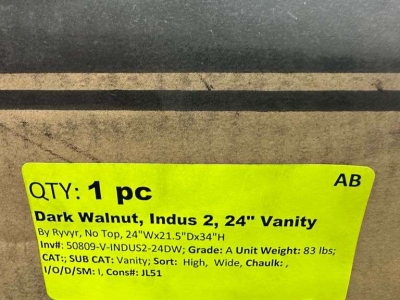 QTY: 1 pc AB
Dark Walnut, Indus 2, 24" Vanity
By Ryvyr, No Top, 24"Wx21.5"Dx34"H
Inv#: 50809-V-INDUS2-24DW; Grade: A Unit Weight: 83 lbs;
CAT:; SUB CAT: Vanity; Sort: High, Wide, Chaulk: ,
I/O/D/SM: I, Cons#: JL51